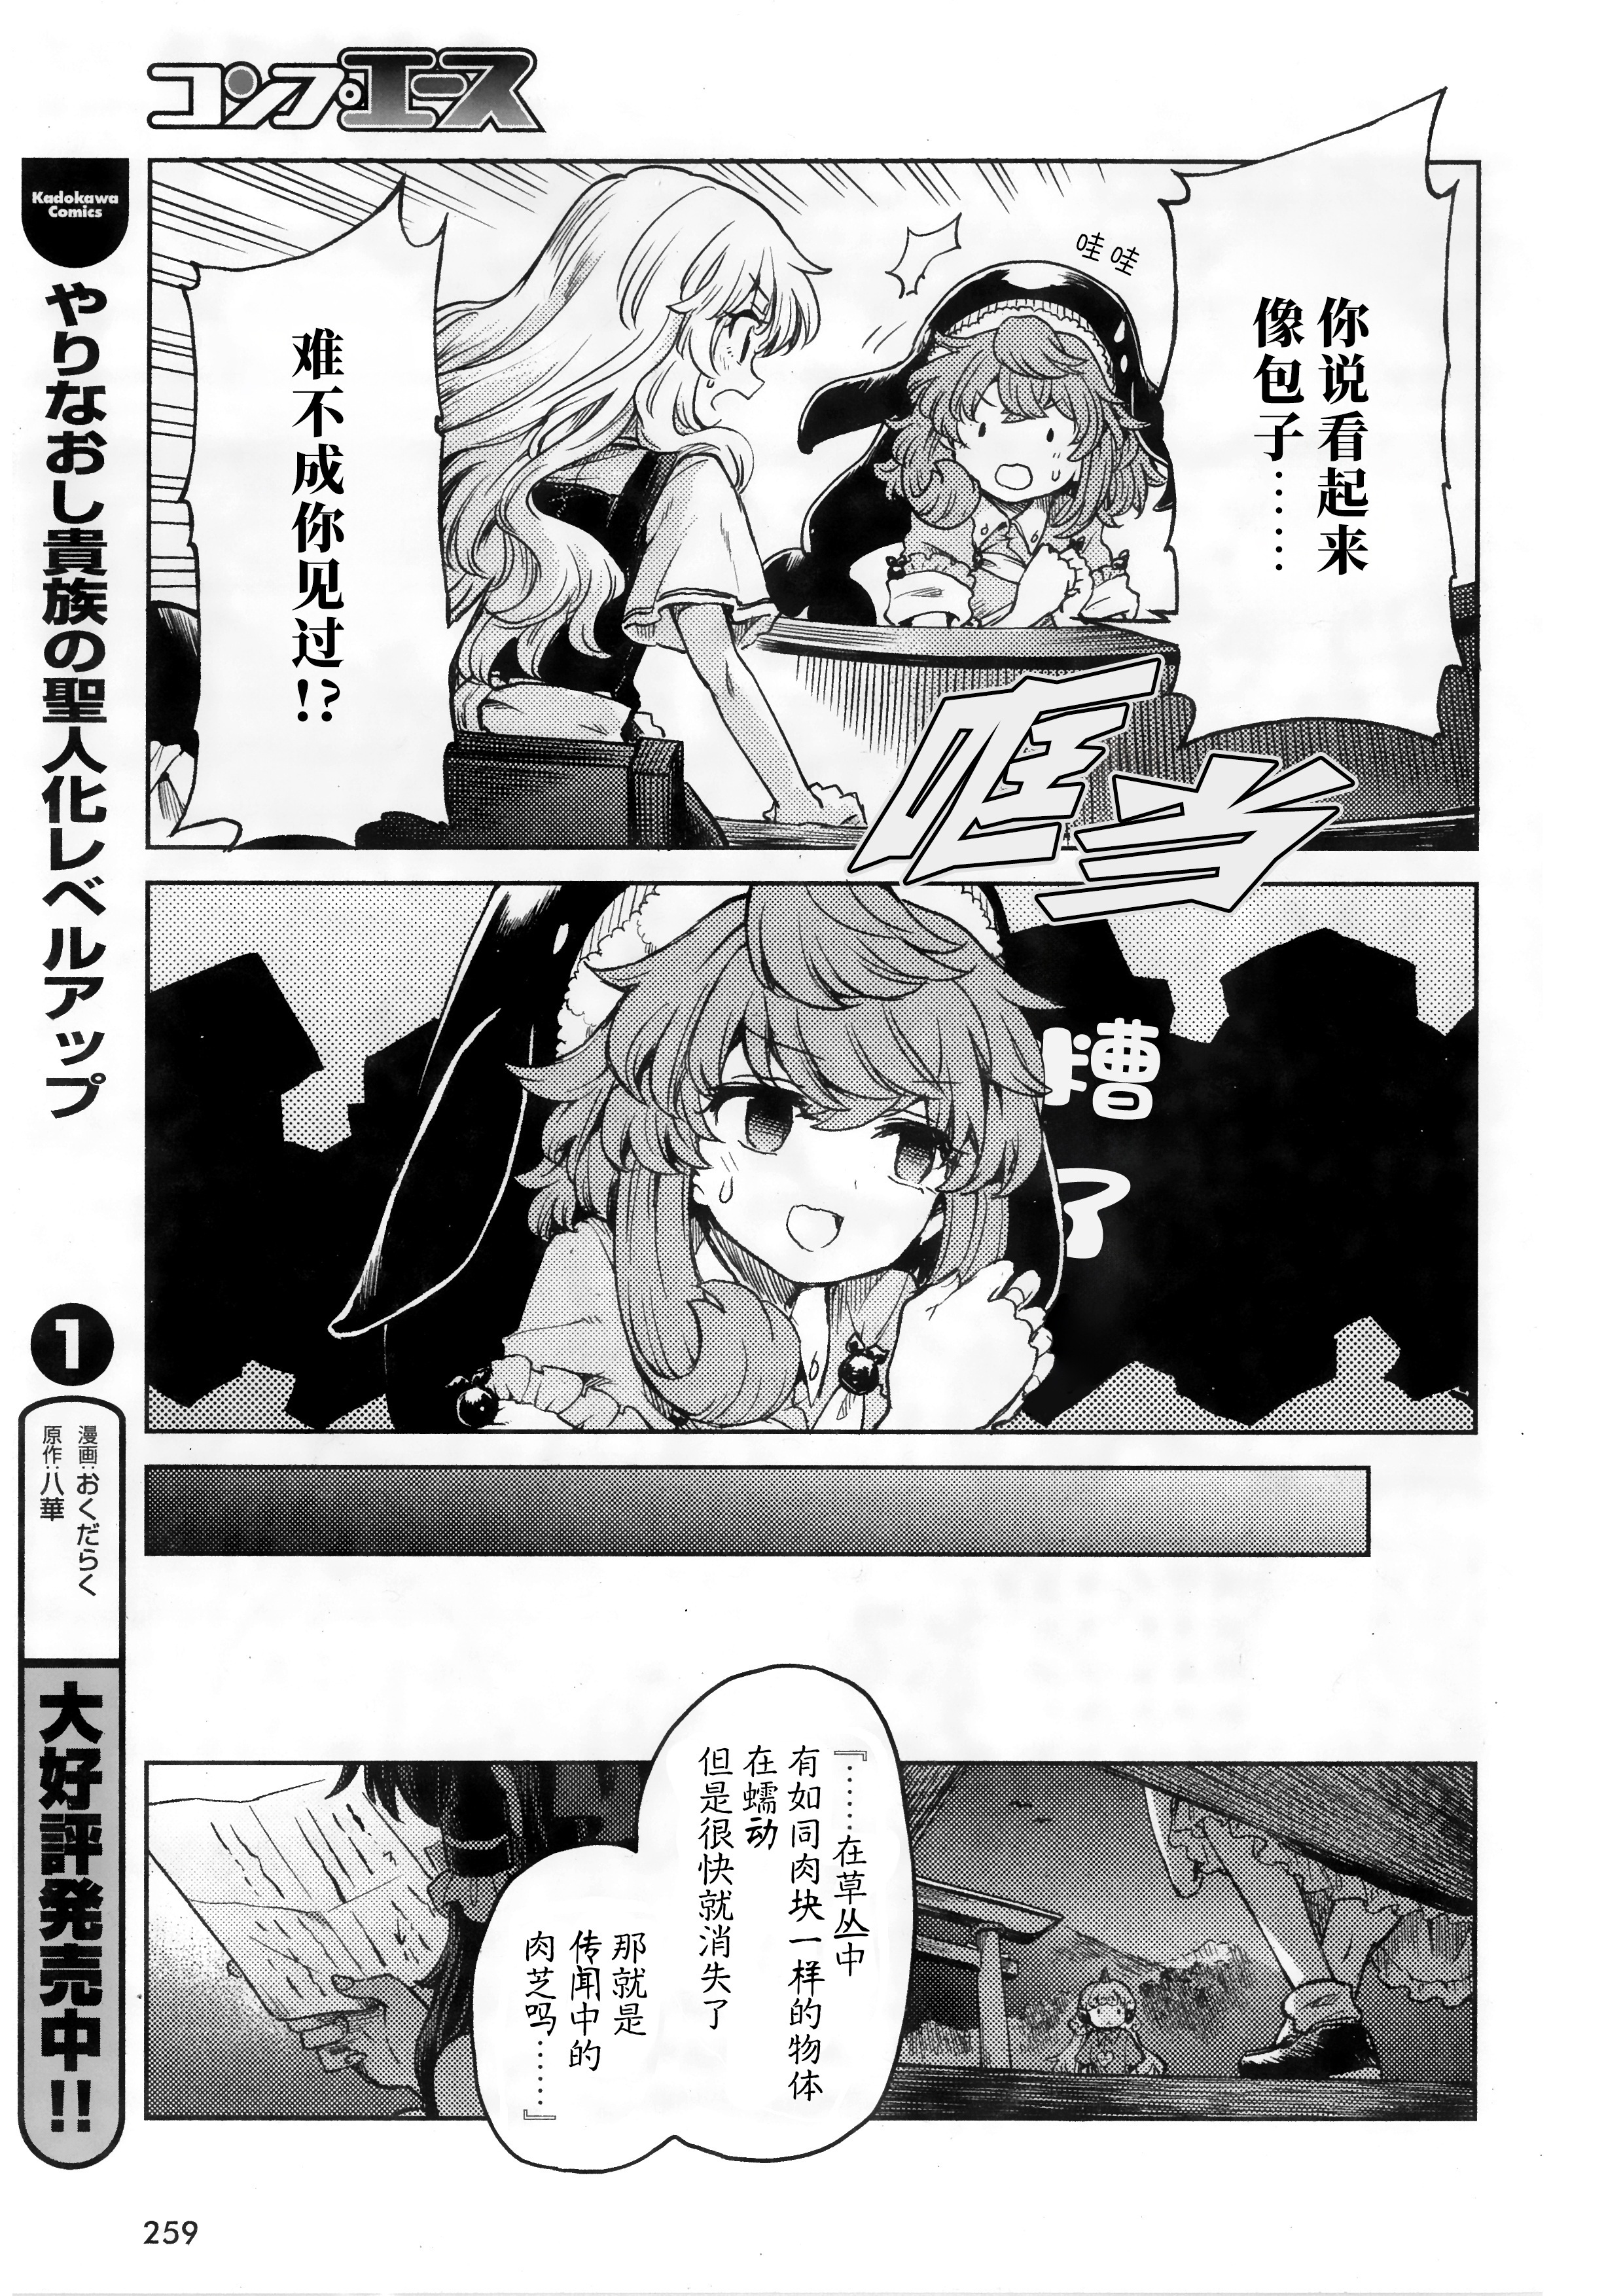 コンプ・エース
Kadokawa
Comics
やりなおし貴族の聖人化レベルアップ
1
漫画:おくだらく
原作:八華
大好評発売中!!
你说看起来
像包子……
哇哇
难不成你见过!?
哐当
糟
了
『……在草丛中
有如同肉块一样的物体
在蠕动
但是很快就消失了
那就是
传闻中的
肉芝吗……』
259